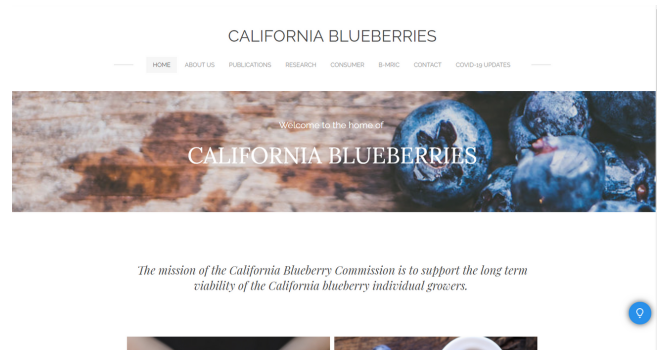 CALIFORNIA BLUEBERRIES
HOME ABOUT US PUBLICATIONS RESEARCH CONSUMER B-MRIC CONTACT COVID-19 UPDATES
Welcome to the home of
CALIFORNIA BLUEBERRIES
The mission of the California Blueberry Commission is to support the long term
viability of the California blueberry individual growers.